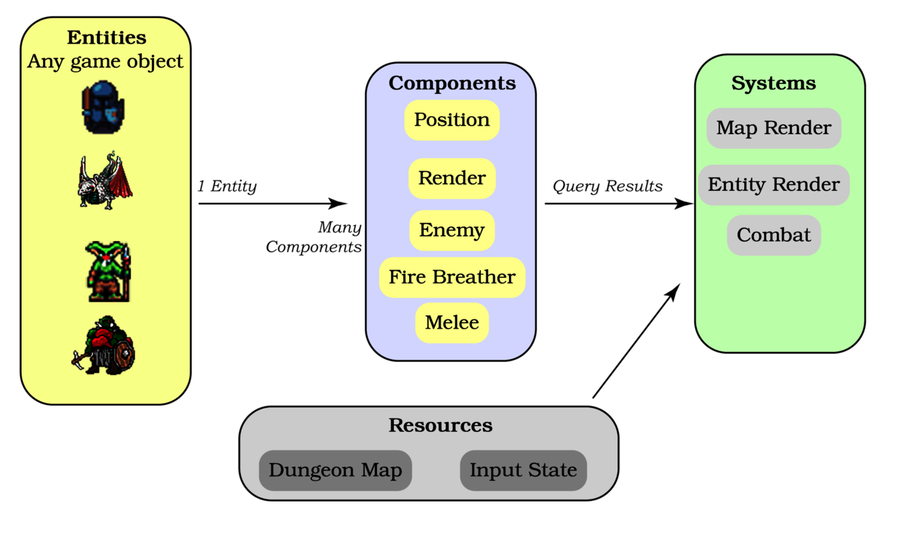 Entities
Any game object
1 Entity
Many
Components
Components
Position
Render
Enemy
Fire Breather
Melee
Query Results
Systems
Map Render
Entity Render
Combat
Resources
Dungeon Map
Input State